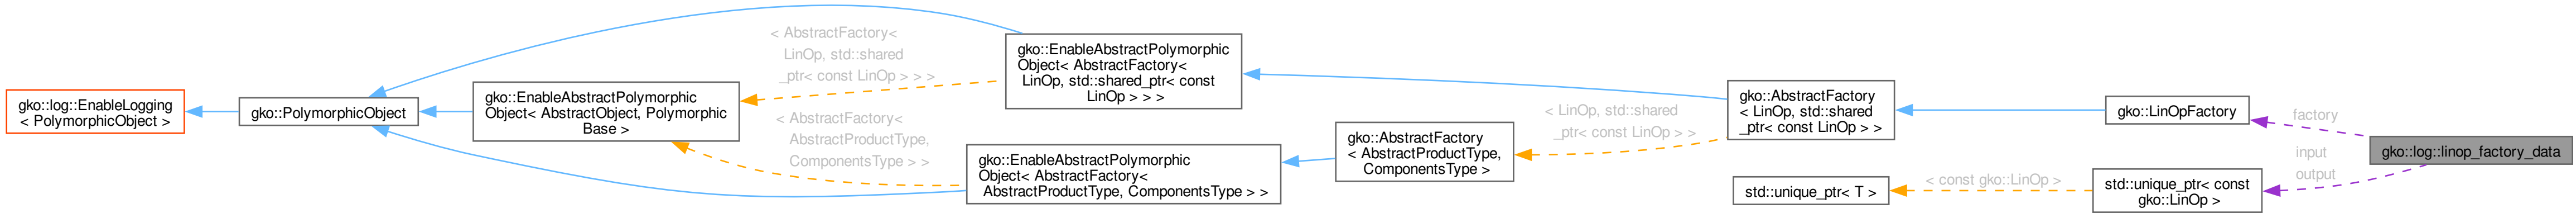 gko::log::EnableLogging
< PolymorphicObject >
gko::PolymorphicObject
gko::EnableAbstractPolymorphic
Object< AbstractObject, Polymorphic
Base >
< AbstractFactory<
LinOp, std::shared
_ptr< const LinOp > > >
< AbstractFactory<
AbstractProductType,
ComponentsType > >
gko::EnableAbstractPolymorphic
Object< AbstractFactory<
LinOp, std::shared_ptr< const
LinOp > > >
gko::EnableAbstractPolymorphic
Object< AbstractFactory<
AbstractProductType, ComponentsType > >
gko::AbstractFactory
< AbstractProductType,
ComponentsType >
< LinOp, std::shared
_ptr< const LinOp > >
gko::AbstractFactory
< LinOp, std::shared
_ptr< const LinOp > >
std::unique_ptr< T >
< const gko::LinOp >
gko::LinOpFactory
std::unique_ptr< const
gko::LinOp >
factory
input
output
gko::log::linop_factory_data